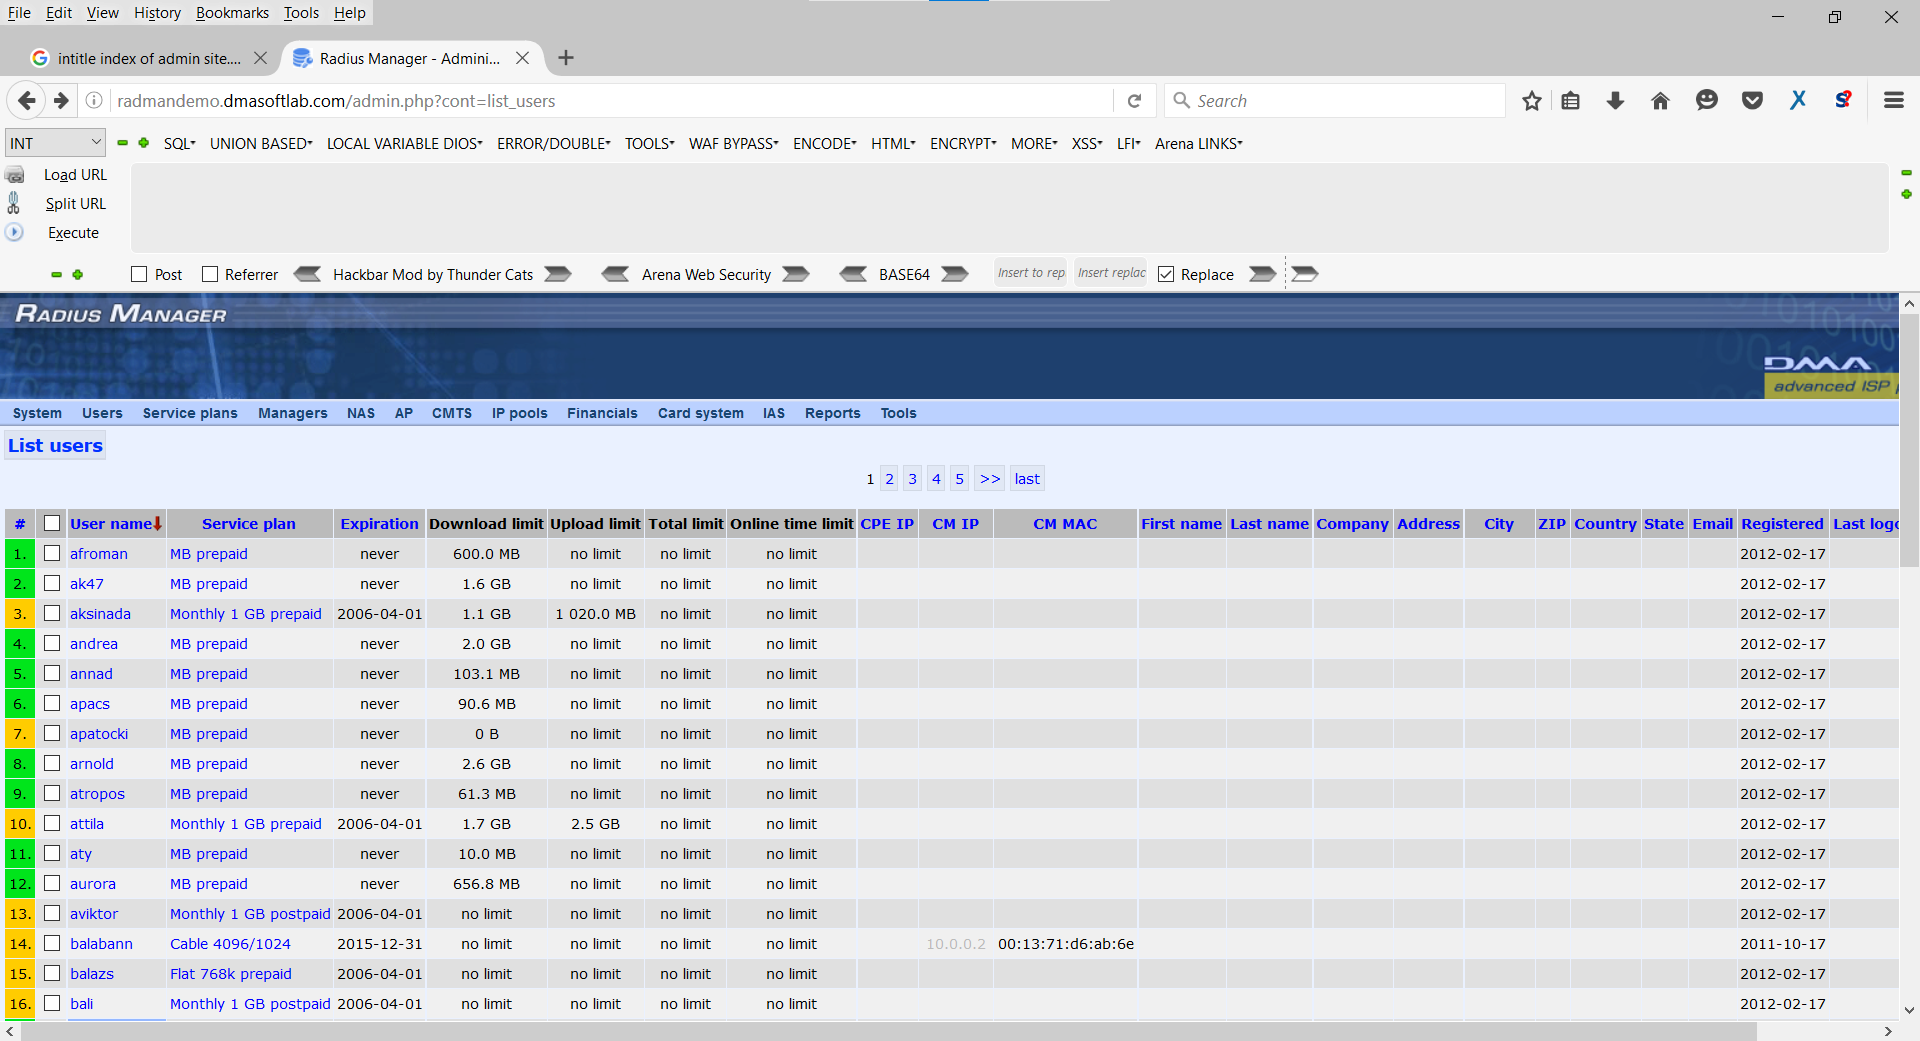 File Edit View History Bookmarks Tools Help
intitle index of admin site.... Radius Manager - Admini...
radmandemo.dmasoftlab.com/admin.php?cont=list_users Search
INT SQL UNION BASED LOCAL VARIABLE DIOS ERROR/DOUBLE TOOLS WAF BYPASS ENCODE HTML ENCRYPT MORE XSS LFI Arena LINKS
Load URL
Split URL
Execute
Post Referrer Hackbar Mod by Thunder Cats Arena Web Security BASE64 Insert to rep Insert replac Replace
RADIUS MANAGER
DMA
advanced ISP
System Users Service plans Managers NAS AP CMTS IP pools Financials Card system IAS Reports Tools
List users
1 2 3 4 5 >> last
# User name Service plan Expiration Download limit Upload limit Total limit Online time limit CPE IP CM IP CM MAC First name Last name Company Address City ZIP Country State Email Registered Last logo
1. afroman MB prepaid never 600.0 MB no limit no limit no limit 2012-02-17
2. ak47 MB prepaid never 1.6 GB no limit no limit no limit 2012-02-17
3. aksinada Monthly 1 GB prepaid 2006-04-01 1.1 GB 1 020.0 MB no limit no limit 2012-02-17
4. andrea MB prepaid never 2.0 GB no limit no limit no limit 2012-02-17
5. annad MB prepaid never 103.1 MB no limit no limit no limit 2012-02-17
6. apacs MB prepaid never 90.6 MB no limit no limit no limit 2012-02-17
7. apatocki MB prepaid never 0 B no limit no limit no limit 2012-02-17
8. arnold MB prepaid never 2.6 GB no limit no limit no limit 2012-02-17
9. atropos MB prepaid never 61.3 MB no limit no limit no limit 2012-02-17
10. attila Monthly 1 GB prepaid 2006-04-01 1.7 GB 2.5 GB no limit no limit 2012-02-17
11. aty MB prepaid never 10.0 MB no limit no limit no limit 2012-02-17
12. aurora MB prepaid never 656.8 MB no limit no limit no limit 2012-02-17
13. aviktor Monthly 1 GB postpaid 2006-04-01 no limit no limit no limit no limit 2012-02-17
14. balabann Cable 4096/1024 2015-12-31 no limit no limit no limit no limit 10.0.0.2 00:13:71:d6:ab:6e 2011-10-17
15. balazs Flat 768k prepaid 2006-04-01 no limit no limit no limit no limit 2012-02-17
16. bali Monthly 1 GB postpaid 2006-04-01 no limit no limit no limit no limit 2012-02-17